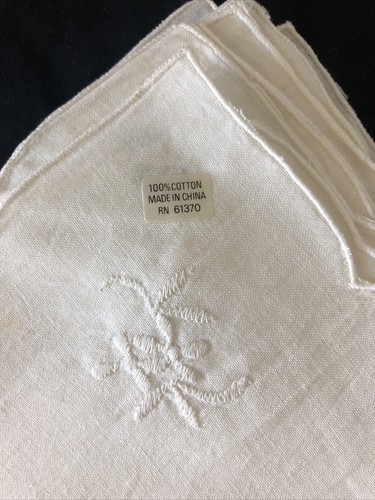 100% COTTON
MADE IN CHINA
RN 61370